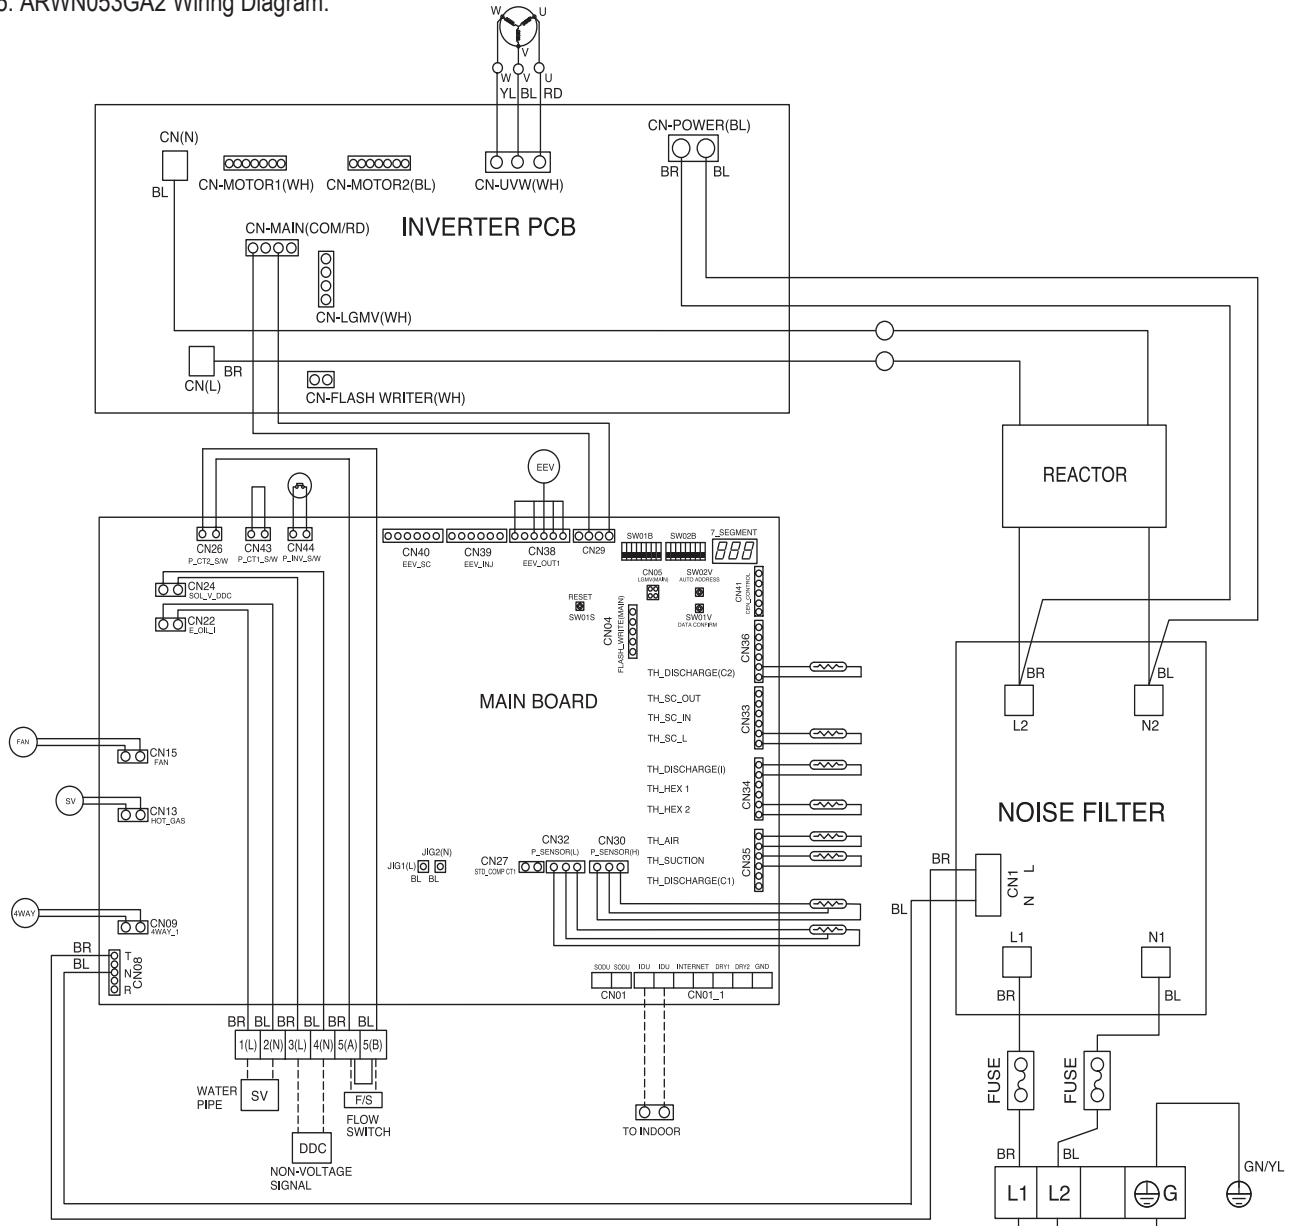 ARWN053GA2 Wiring Diagram.
W U
V
W V U
YL BL RD
CN(N)
BL
CN-MOTOR1(WH)
CN-MOTOR2(BL)
CN-UVW(WH)
CN-POWER(BL)
BR BL
CN-MAIN(COM/RD)
INVERTER PCB
CN-LGMV(WH)
CN(L)
BR
CN-FLASH WRITER(WH)
REACTOR
EEV
CN26
P_CT2_S/W
CN43
P_CT1_S/W
CN44
P_INV_S/W
CN40
EEV_SC
CN39
EEV_INJ
CN38
EEV_OUT1
CN29
SW01B
SW02B
7_SEGMENT
CN24
SOL_V_DDC
CN22
E_OIL_I
RESET
SW01S
CN05
LGMV(MAIN)
SW02V
AUTO ADDRESS
SW01V
DATA CONFIRM
CN41
CEN_CONTROL
CN04
FLASH_WRITE(MAIN)
CN36
TH_DISCHARGE(C2)
MAIN BOARD
TH_SC_OUT
TH_SC_IN
TH_SC_L
CN33
TH_DISCHARGE(I)
TH_HEX 1
TH_HEX 2
CN34
TH_AIR
TH_SUCTION
TH_DISCHARGE(C1)
CN35
FAN
CN15
FAN
SV
CN13
HOT_GAS
JIG1(L)
JIG2(N)
BL BL
CN27
STD_COMP CT1
CN32
P_SENSOR(L)
CN30
P_SENSOR(H)
4WAY
CN09
4WAY_1
BR
BL
T
N
R
CN08
SODU SODU IDU IDU INTERNET DRY1 DRY2 GND
CN01 CN01_1
BR BL BR BL BR BL
1(L) 2(N) 3(L) 4(N) 5(A) 5(B)
WATER
PIPE
SV
F/S
FLOW
SWITCH
DDC
NON-VOLTAGE
SIGNAL
TO INDOOR
BR BL
L2 N2
NOISE FILTER
BR
BL
CN1
L
N
L1 N1
BR BL
FUSE FUSE
BR BL
L1 L2 G
GN/YL